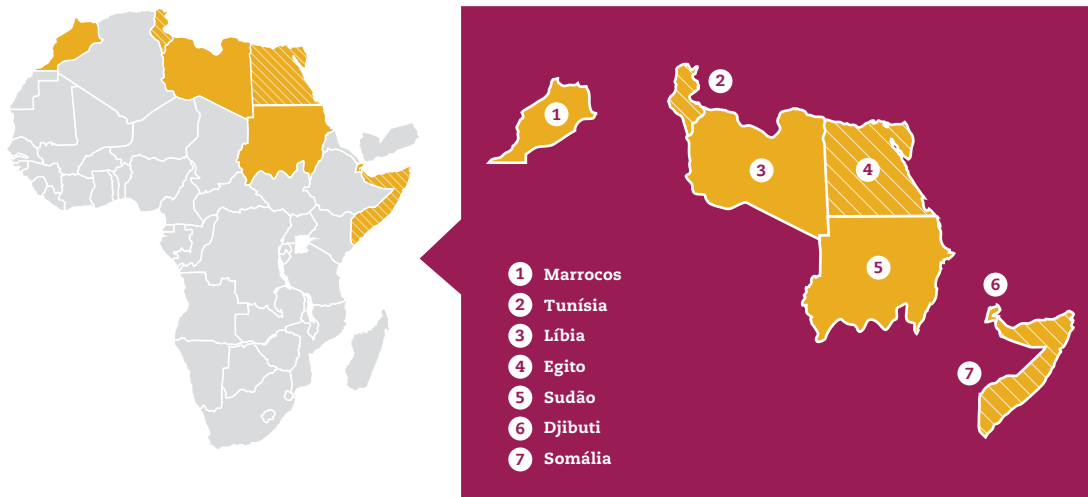 1
2
3
4
5
6
7
1 Marrocos
2 Tunísia
3 Líbia
4 Egito
5 Sudão
6 Djibuti
7 Somália